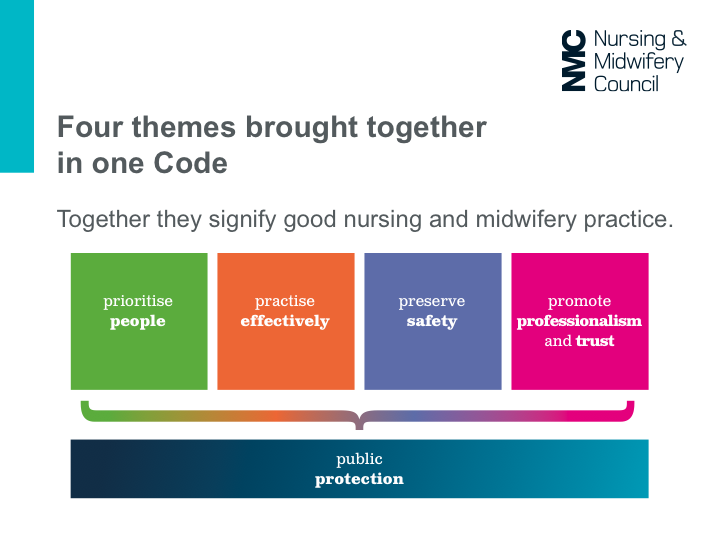 NMC
Nursing &
Midwifery
Council
Four themes brought together
in one Code
Together they signify good nursing and midwifery practice.
prioritise
people
practise
effectively
preserve
safety
promote
professionalism
and trust
public
protection